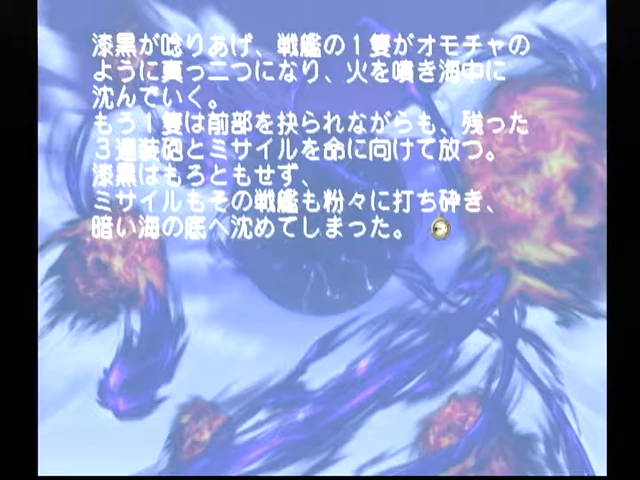 漆黒が唸りあげ、戦艦の１隻がオモチャの
ように真っ二つになり、火を噴き海中に
沈んでいく。
もう１隻は前部を抉られながらも、残った
３連装砲とミサイルを命に向けて放つ。
漆黒はものともせず、
ミサイルもその戦艦も粉々に打ち砕き、
暗い海の底へ沈めてしまった。